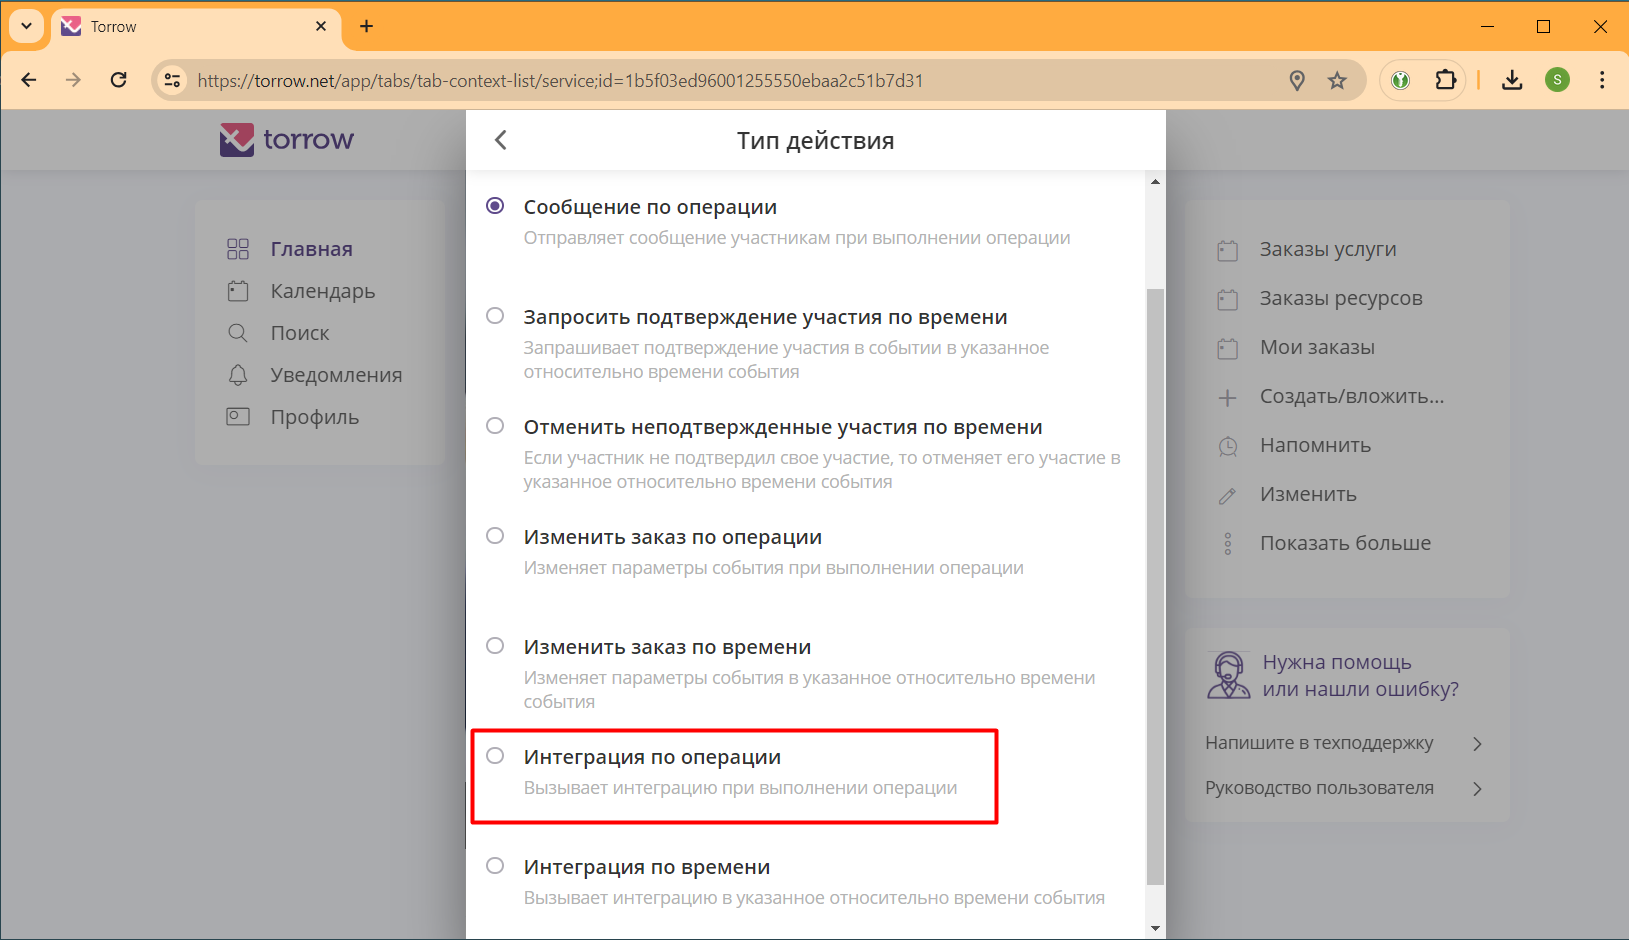 Torrow
https://torrow.net/app/tabs/tab-context-list/service;id=1b5f03ed96001255550ebaa2c51b7d31
S
torrow
Главная
Календарь
Поиск
Уведомления
Профиль
Тип действия
Сообщение по операции
Отправляет сообщение участникам при выполнении операции
Запросить подтверждение участия по времени
Запрашивает подтверждение участия в событии в указанное
относительно времени события
Отменить неподтвержденные участия по времени
Если участник не подтвердил свое участие, то отменяет его участие в
указанное относительно времени события
Изменить заказ по операции
Изменяет параметры события при выполнении операции
Изменить заказ по времени
Изменяет параметры события в указанное относительно времени
события
Интеграция по операции
Вызывает интеграцию при выполнении операции
Интеграция по времени
Вызывает интеграцию в указанное относительно времени события
Заказы услуги
Заказы ресурсов
Мои заказы
Создать/вложить...
Напомнить
Изменить
Показать больше
Нужна помощь
или нашли ошибку?
Напишите в техподдержку
Руководство пользователя